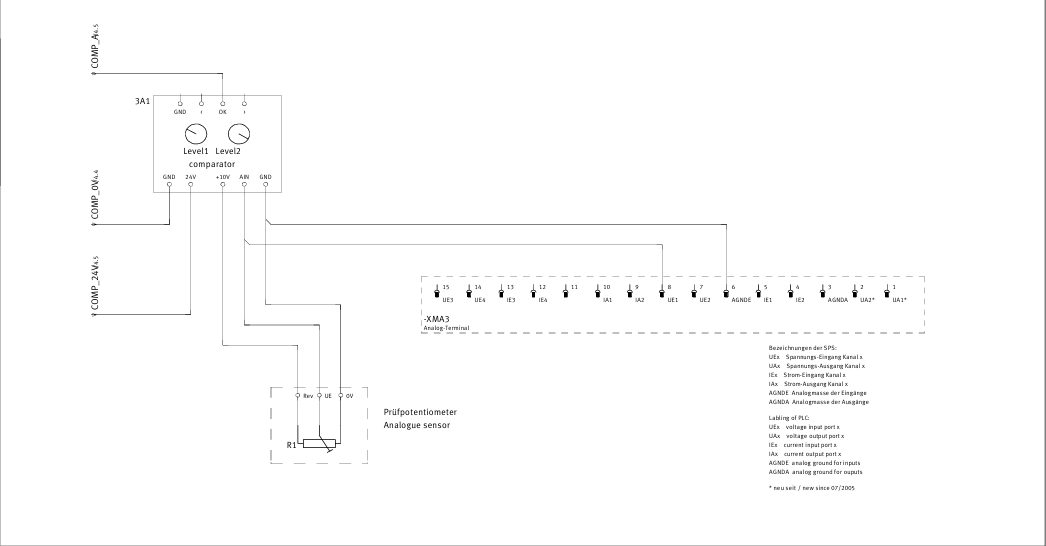 COMP_A4.5
3A1
GND OK
Level1 Level2
comparator
GND 24V +10V AIN GND
COMP_0V4.4
COMP_24V4.5
15 14 13 12 11 10 9 8 7 6 5 4 3 2 1
UE3 UE4 IE3 IE4 IA1 IA2 UE1 UE2 AGNDE IE1 IE2 AGNDA UA2* UA1*
-XMA3
Analog-Terminal
Rev UE 0V
R1
Prüfpotentiometer
Analogue sensor
Bezeichnungen der SPS:
UEx Spannungs-Eingang Kanal x
UAx Spannungs-Ausgang Kanal x
IEx Strom-Eingang Kanal x
IAx Strom-Ausgang Kanal x
AGNDE Analogmasse der Eingänge
AGNDA Analogmasse der Ausgänge
Labling of PLC:
UEx voltage input port x
UAx voltage output port x
IEx current input port x
IAx current output port x
AGNDE analog ground for inputs
AGNDA analog ground for ouputs
* neu seit / new since 07/2005